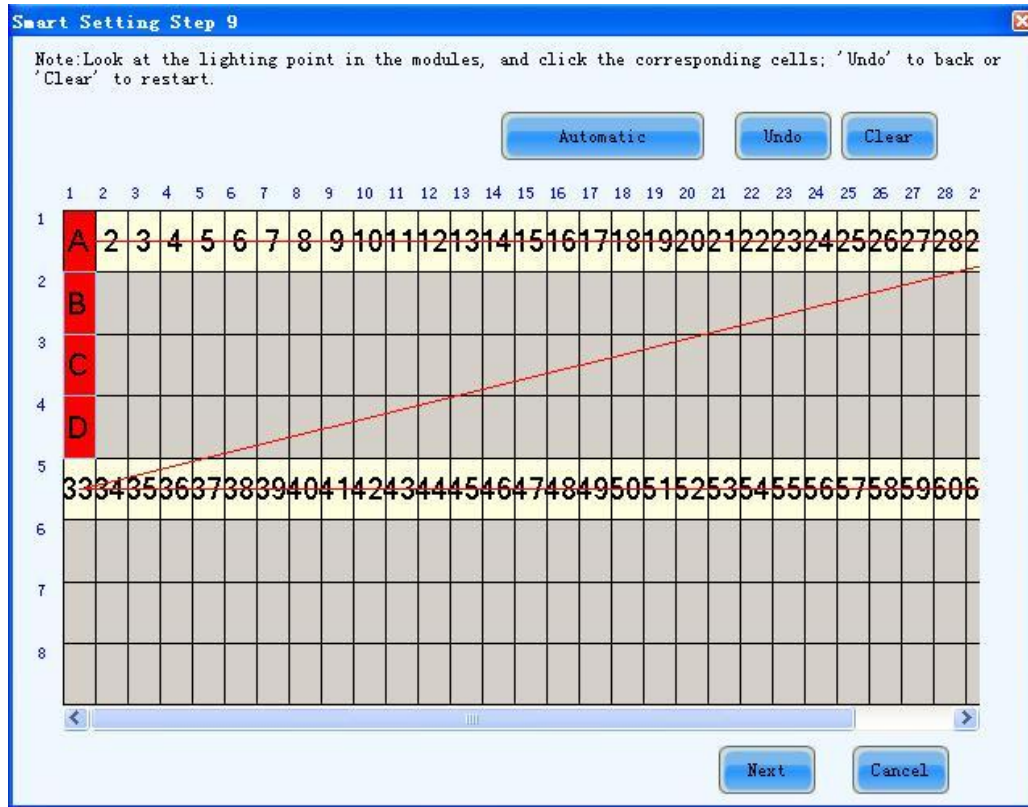 Smart Setting Step 9
Note:Look at the lighting point in the modules, and click the corresponding cells; 'Undo' to back or
'Clear' to restart.
Automatic Undo Clear
1 2 3 4 5 6 7 8 9 10 11 12 13 14 15 16 17 18 19 20 21 22 23 24 25 26 27 28
1 A 2 3 4 5 6 7 8 9 10 11 12 13 14 15 16 17 18 19 20 21 22 23 24 25 26 27 28 2
2 B
3 C
4 D
5 33 34 35 36 37 38 39 40 41 42 43 44 45 46 47 48 49 50 51 52 53 54 55 56 57 58 59 60 6
6
7
8
Next Cancel